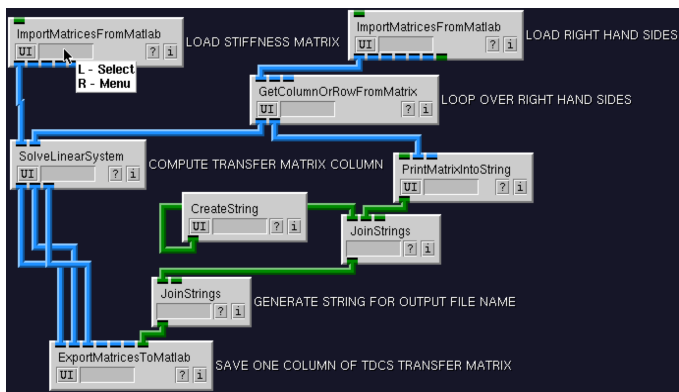 ImportMatricesFromMatlab
UI ? i
LOAD STIFFNESS MATRIX
L - Select
R - Menu
ImportMatricesFromMatlab
UI ? i
LOAD RIGHT HAND SIDES
GetColumnOrRowFromMatrix
UI ? i
LOOP OVER RIGHT HAND SIDES
SolveLinearSystem
UI ? i
COMPUTE TRANSFER MATRIX COLUMN
PrintMatrixIntoString
UI ? i
CreateString
UI ? i
JoinStrings
? i
JoinStrings
? i
GENERATE STRING FOR OUTPUT FILE NAME
ExportMatricesToMatlab
UI ? i
SAVE ONE COLUMN OF TDCS TRANSFER MATRIX